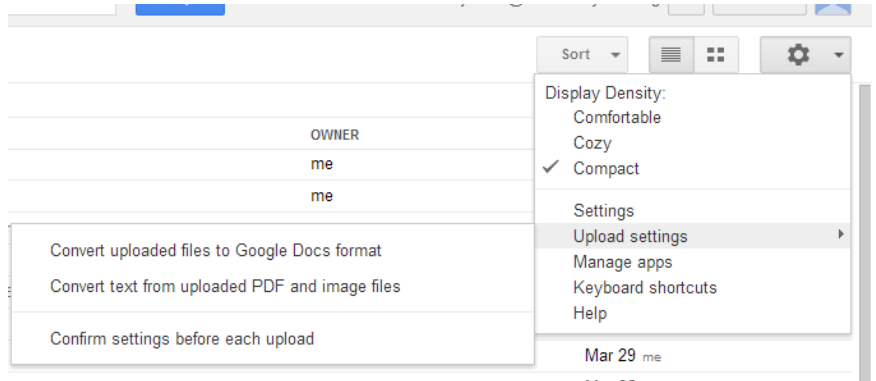 Sort
Display Density:
Comfortable
Cozy
Compact
Settings
Upload settings
Manage apps
Keyboard shortcuts
Help
OWNER
me
me
Convert uploaded files to Google Docs format
Convert text from uploaded PDF and image files
Confirm settings before each upload
Mar 29 me